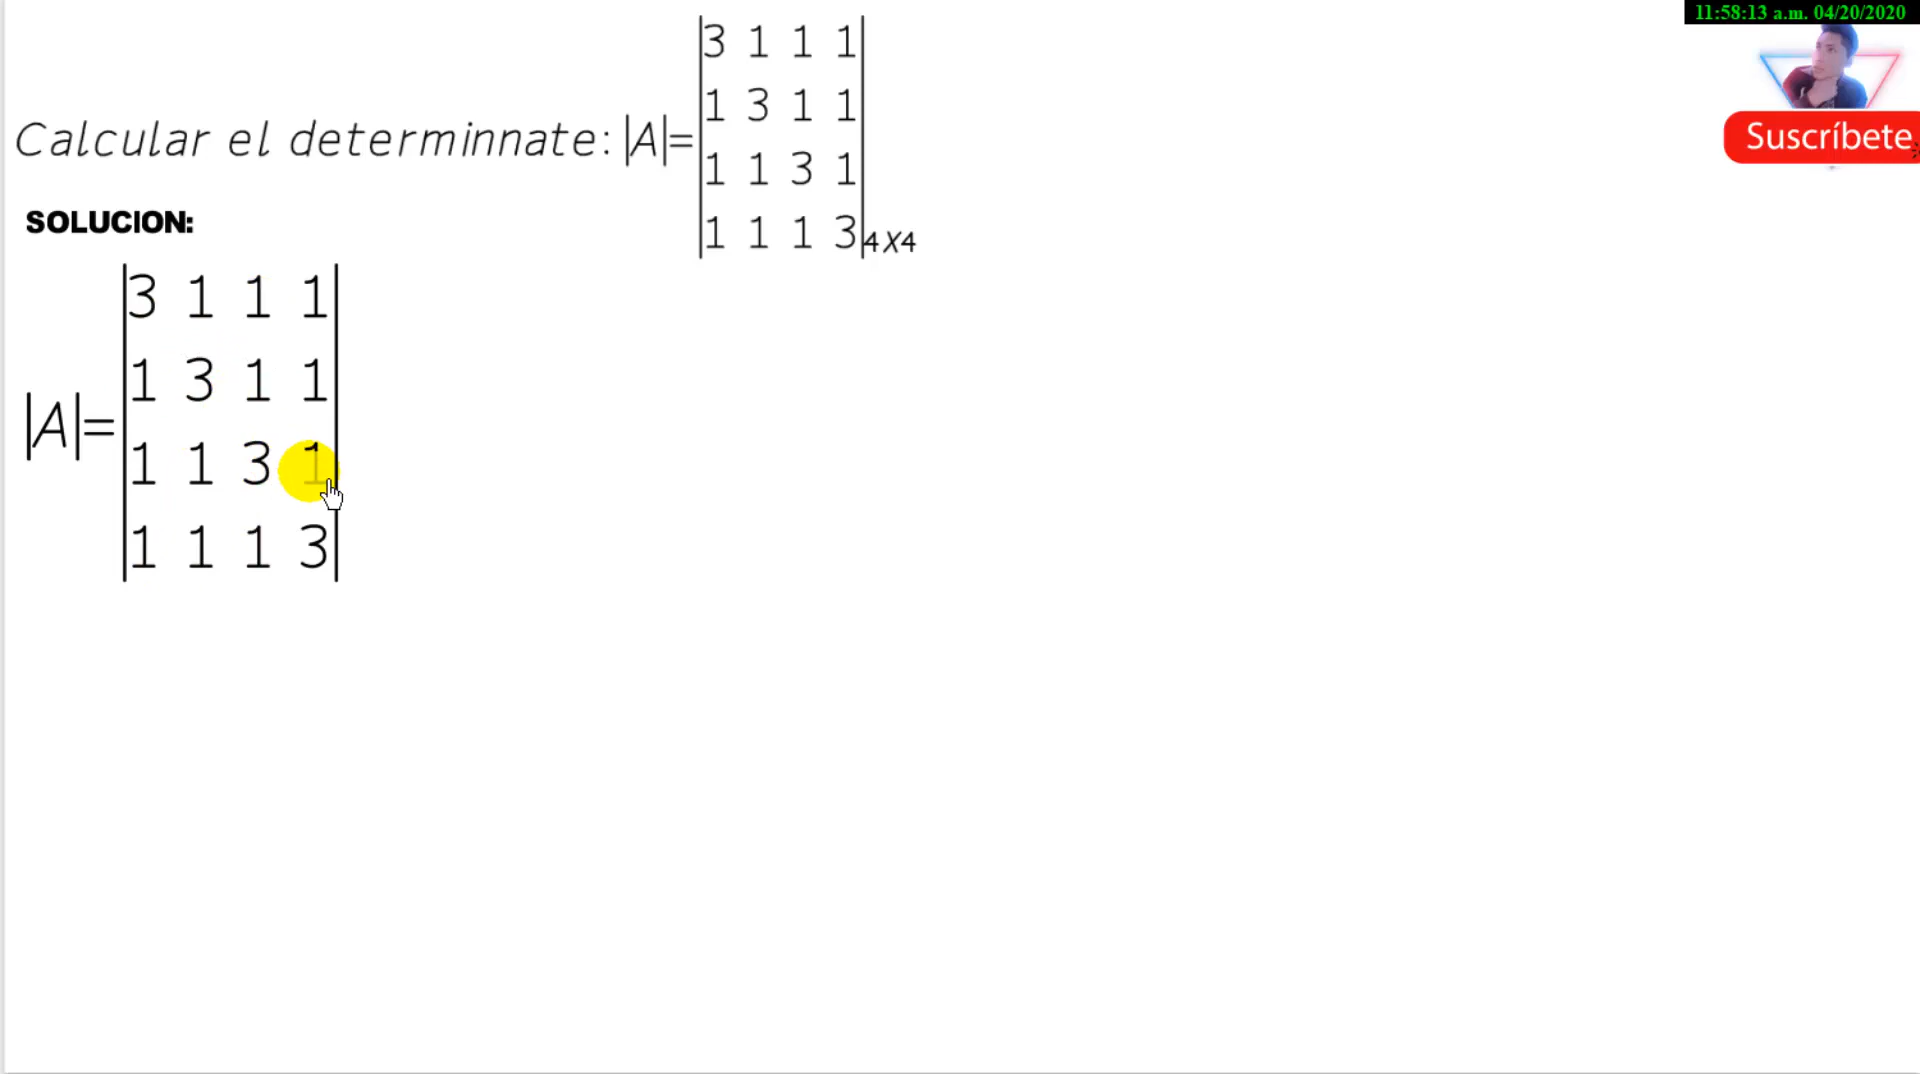 11:58:13 a.m. 04/20/2020
Suscríbete
3 1 1 1
1 3 1 1
Calcular el determinnate: |A|=
1 1 3 1
1 1 1 3 4X4
SOLUCION:
3 1 1 1
1 3 1 1
|A|=
1 1 3 1
1 1 1 3